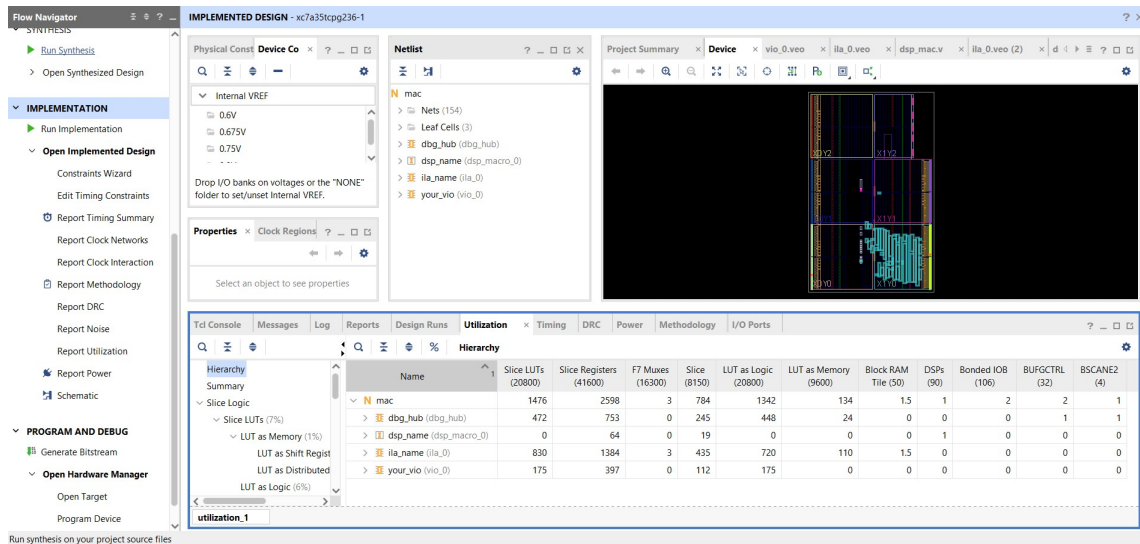 Flow Navigator ?
IMPLEMENTED DESIGN - xc7a35tcpg236-1 ?
SYNTHESIS
Run Synthesis
Open Synthesized Design
IMPLEMENTATION
Run Implementation
Open Implemented Design
Constraints Wizard
Edit Timing Constraints
Report Timing Summary
Report Clock Networks
Report Clock Interaction
Report Methodology
Report DRC
Report Noise
Report Utilization
Report Power
Schematic
PROGRAM AND DEBUG
Generate Bitstream
Open Hardware Manager
Open Target
Program Device
Physical Const Device Co ?
Internal VREF
0.6V
0.675V
0.75V
Drop I/O banks on voltages or the "NONE"
folder to set/unset Internal VREF.
Properties Clock Regions ?
Select an object to see properties
Netlist ?
N mac
Nets (154)
Leaf Cells (3)
dbg_hub (dbg_hub)
dsp_name (dsp_macro_0)
ila_name (ila_0)
your_vio (vio_0)
Project Summary Device vio_0.veo ila_0.veo dsp_mac.v ila_0.veo (2) d ?
X0Y2 X1Y2
X1Y1
X0Y0 X1Y0
Tcl Console Messages Log Reports Design Runs Utilization Timing DRC Power Methodology I/O Ports ?
% Hierarchy
Hierarchy
Summary
Slice Logic
Slice LUTs (7%)
LUT as Memory (1%)
LUT as Shift Regist
LUT as Distributed
LUT as Logic (6%)
Name 1 Slice LUTs (20800) Slice Registers (41600) F7 Muxes (16300) Slice (8150) LUT as Logic (20800) LUT as Memory (9600) Block RAM Tile (50) DSPs (90) Bonded IOB (106) BUFGCTRL (32) BSCANE2 (4)
N mac 1476 2598 3 784 1342 134 1.5 1 2 2 1
dbg_hub (dbg_hub) 472 753 0 245 448 24 0 0 0 1 1
dsp_name (dsp_macro_0) 0 64 0 19 0 0 0 1 0 0 0
ila_name (ila_0) 830 1384 3 435 720 110 1.5 0 0 0 0
your_vio (vio_0) 175 397 0 112 175 0 0 0 0 0 0
utilization_1
Run synthesis on your project source files